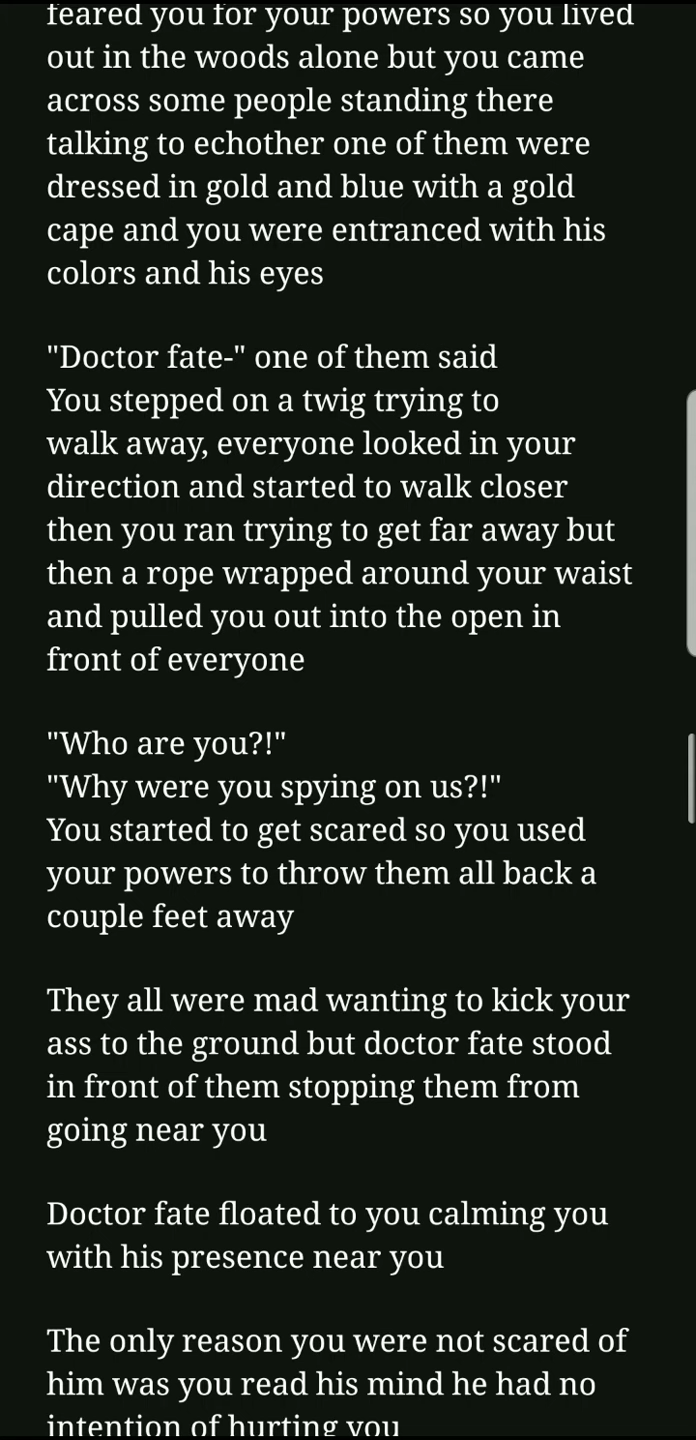 feared you for your powers so you lived
out in the woods alone but you came
across some people standing there
talking to echother one of them were
dressed in gold and blue with a gold
cape and you were entranced with his
colors and his eyes
"Doctor fate-" one of them said
You stepped on a twig trying to
walk away, everyone looked in your
direction and started to walk closer
then you ran trying to get far away but
then a rope wrapped around your waist
and pulled you out into the open in
front of everyone
"Who are you?!"
"Why were you spying on us?!"
You started to get scared so you used
your powers to throw them all back a
couple feet away
They all were mad wanting to kick your
ass to the ground but doctor fate stood
in front of them stopping them from
going near you
Doctor fate floated to you calming you
with his presence near you
The only reason you were not scared of
him was you read his mind he had no
intention of hurting you